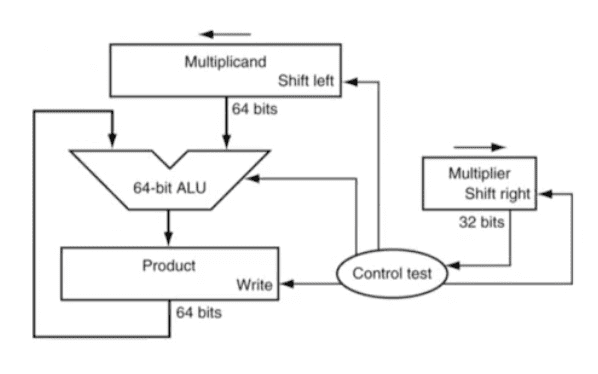 Multiplicand
Shift left
64 bits
64-bit ALU
Multiplier
Shift right
32 bits
Product
Write
64 bits
Control test